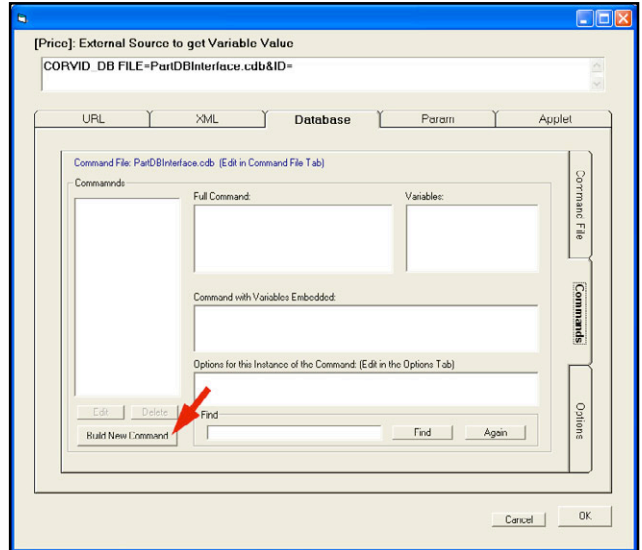 [Price]: External Source to get Variable Value
CORVID_DB FILE=PartDBInterface.cdb&ID=
URL XML Database Param Applet
Command File: PartDBInterface.cdb (Edit in Command File Tab)
Commamnds
Full Command:
Variables:
Command with Variables Embedded:
Options for this Instance of the Command: (Edit in the Options Tab)
Edit Delete
Build New Command
Find
Find Again
Command File
Commands
Options
Cancel OK